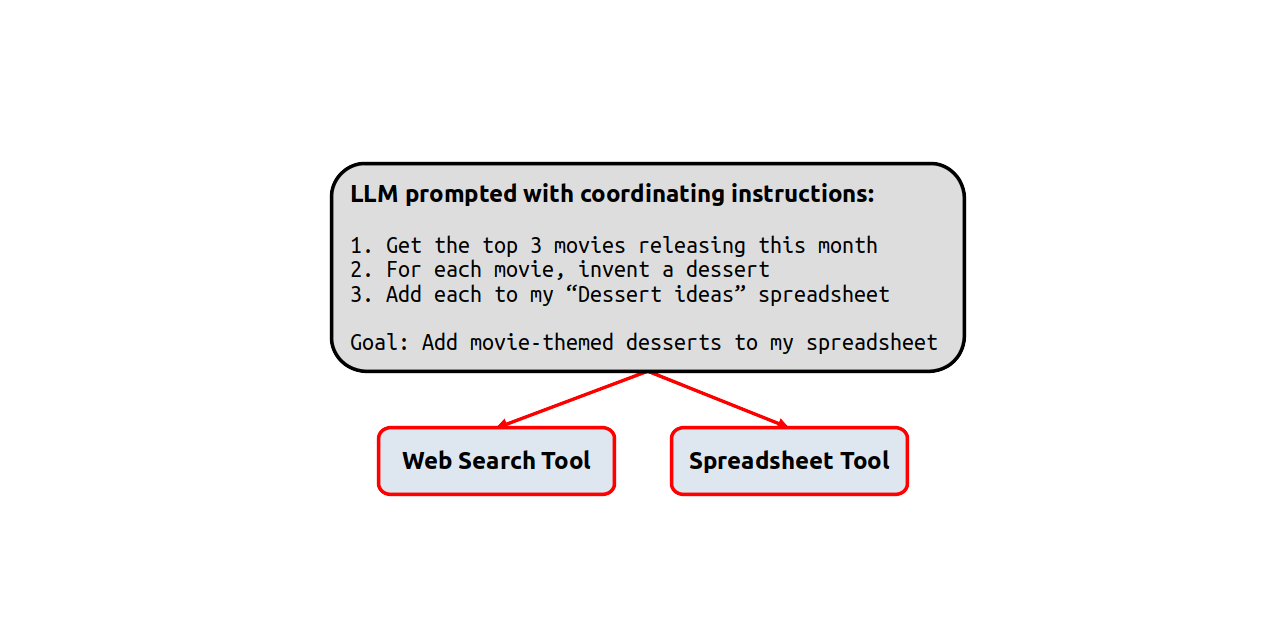 LLM prompted with coordinating instructions:
1. Get the top 3 movies releasing this month
2. For each movie, invent a dessert
3. Add each to my “Dessert ideas” spreadsheet
Goal: Add movie-themed desserts to my spreadsheet
Web Search Tool
Spreadsheet Tool